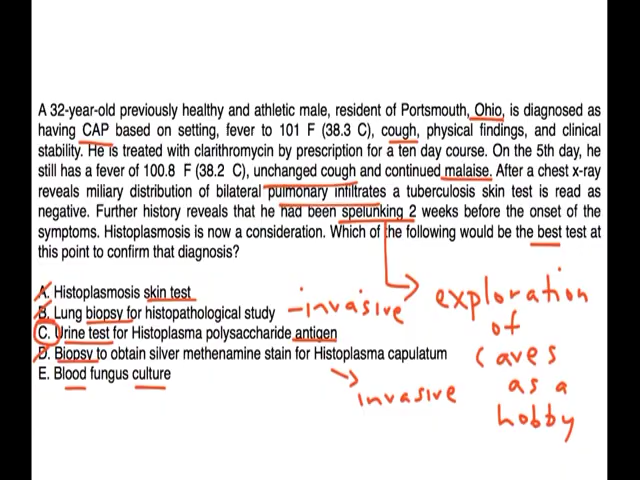 A 32-year-old previously healthy and athletic male, resident of Portsmouth, Ohio, is diagnosed as
having CAP based on setting, fever to 101 F (38.3 C), cough, physical findings, and clinical
stability. He is treated with clarithromycin by prescription for a ten day course. On the 5th day, he
still has a fever of 100.8 F (38.2 C), unchanged cough and continued malaise. After a chest x-ray
reveals miliary distribution of bilateral pulmonary infiltrates a tuberculosis skin test is read as
negative. Further history reveals that he had been spelunking 2 weeks before the onset of the
symptoms. Histoplasmosis is now a consideration. Which of the following would be the best test at
this point to confirm that diagnosis?
A. Histoplasmosis skin test
B. Lung biopsy for histopathological study
C. Urine test for Histoplasma polysaccharide antigen
D. Biopsy to obtain silver methenamine stain for Histoplasma capulatum
E. Blood fungus culture
-invasive
invasive
exploration
of
caves
as a
hobby